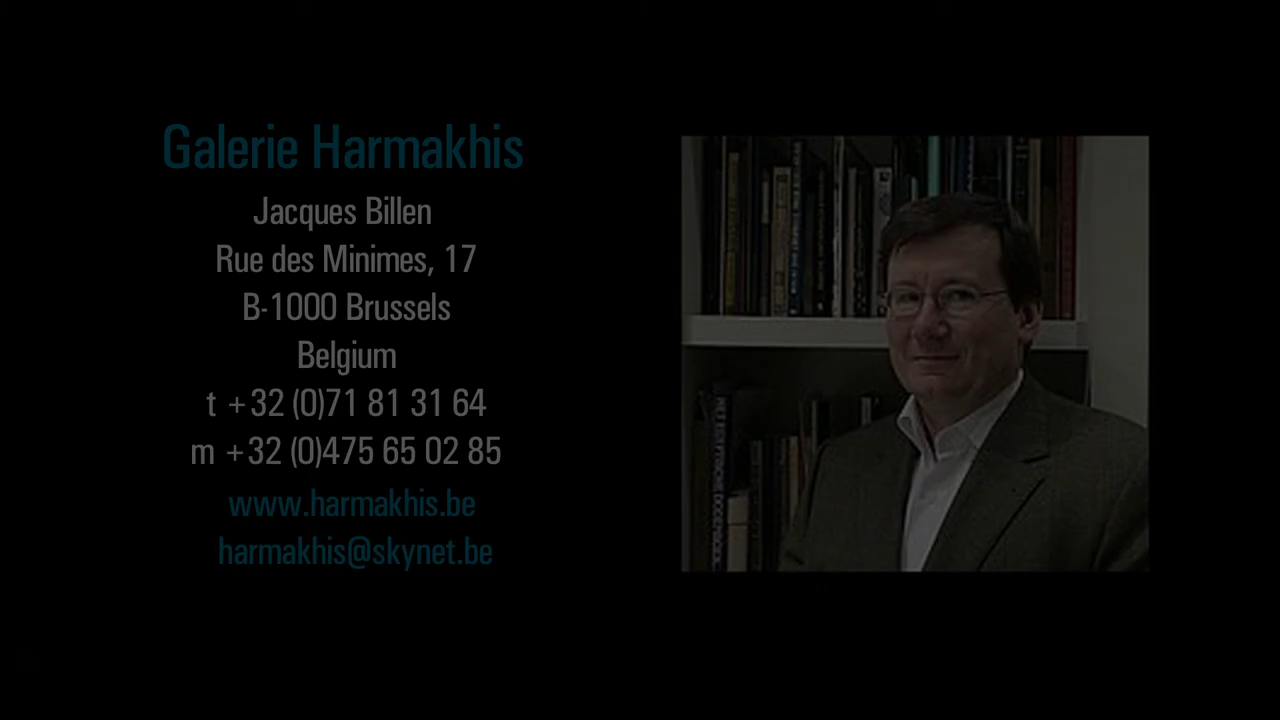 Galerie Harmakhis
Jacques Billen
Rue des Minimes, 17
B-1000 Brussels
Belgium
t +32 (0)71 81 31 64
m +32 (0)475 65 02 85
www.harmakhis.be
harmakhis@skynet.be